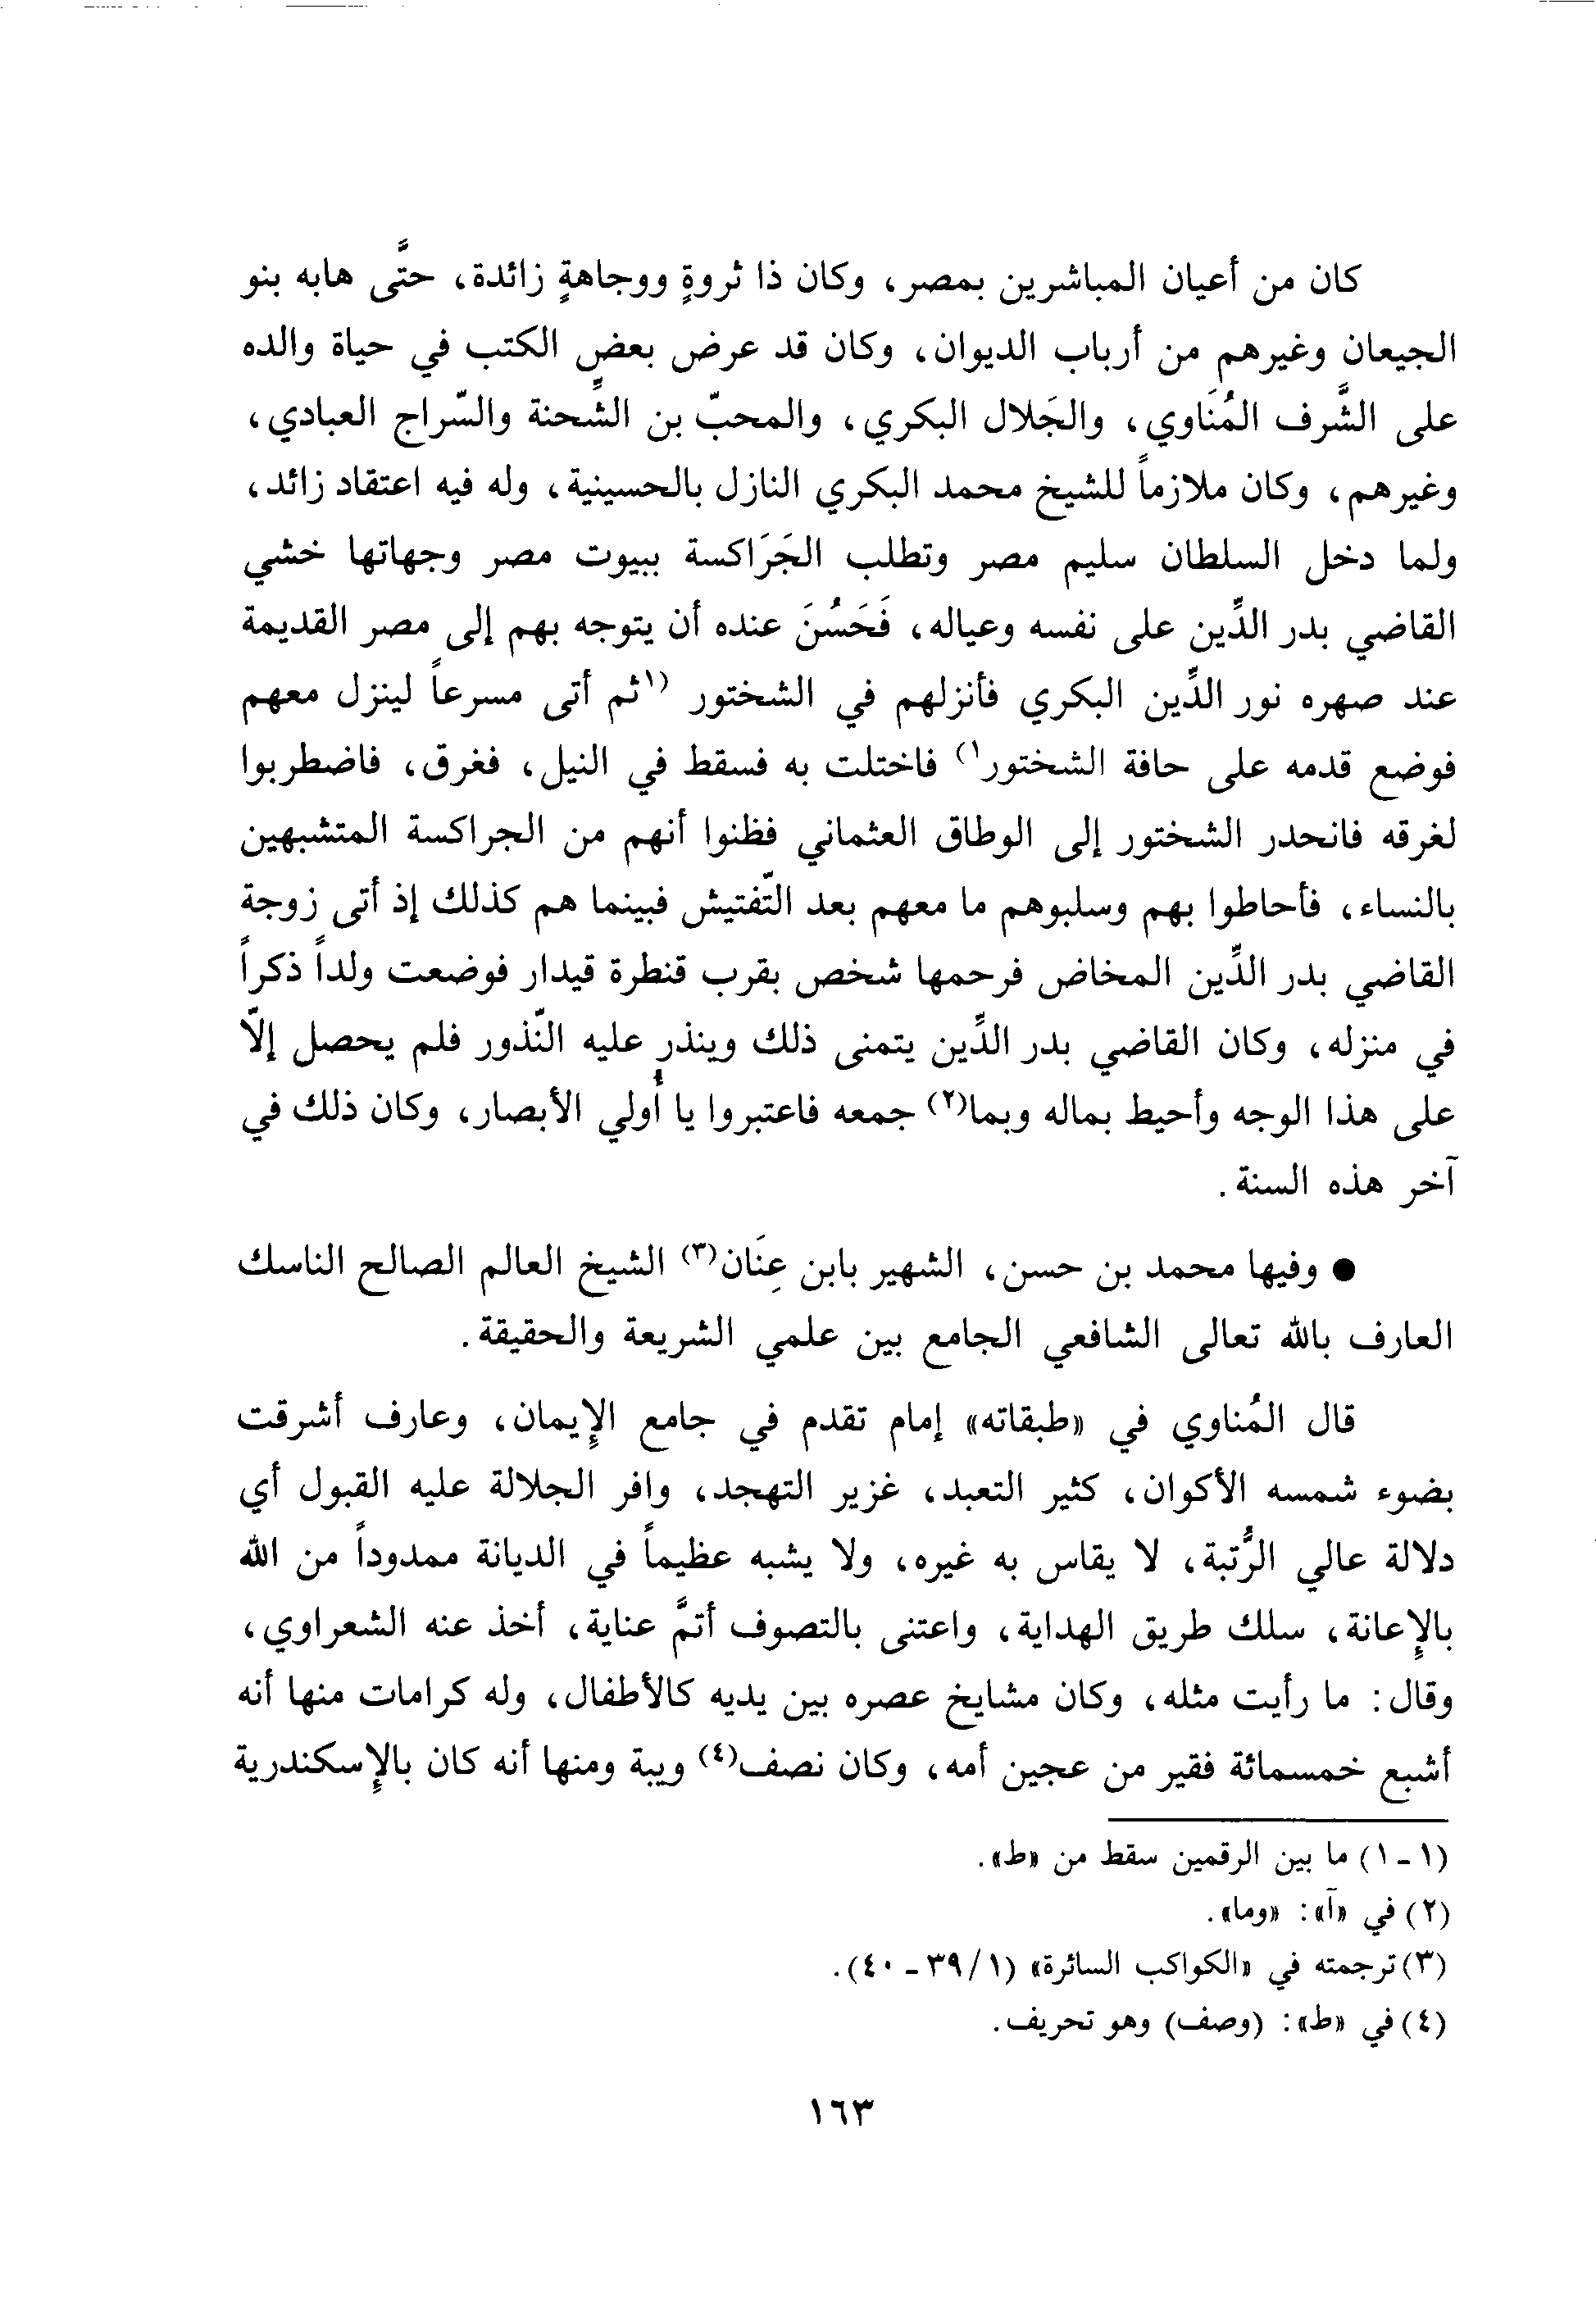 كان من أعيان المباشرين بمصر، وكان ذا ثروةٍ ووجاهةٍ زائدة، حتَّى هابه بنو
الجيعان وغيرهم من أرباب الديوان، وكان قد عرض بعض الكتب في حياة والده
على الشَّرف المُنَاوي، والجَلال البكري، والمحبّ بن الشِّحنة والسّراج العبادي،
وغيرهم، وكان ملازماً للشيخ محمد البكري النازل بالحسينية، وله فيه اعتقاد زائد،
ولما دخل السلطان سليم مصر وتطلب الجَرَاكسة ببيوت مصر وجهاتها خشي
القاضي بدر الدِّين على نفسه وعياله، فَحَسُنَ عنده أن يتوجه بهم إلى مصر القديمة
عند صهره نور الدِّين البكري فأنزلهم في الشختور (١ثم أتى مسرعاً لينزل معهم
فوضع قدمه على حافة الشختور١) فاختلت به فسقط في النيل، فغرق، فاضطربوا
لغرقه فانحدر الشختور إلى الوطاق العثماني فظنوا أنهم من الجراكسة المتشبهين
بالنساء، فأحاطوا بهم وسلبوهم ما معهم بعد التّفتيش فبينما هم كذلك إذ أتى زوجة
القاضي بدر الدِّين المخاض فرحمها شخص بقرب قنطرة قيدار فوضعت ولداً ذكراً
في منزله، وكان القاضي بدر الدِّين يتمنى ذلك وينذر عليه النّذور فلم يحصل إلّا
على هذا الوجه وأحيط بماله وبما(٢) جمعه فاعتبروا يا أُولي الأبصار، وكان ذلك في
آخر هذه السنة.
● وفيها محمد بن حسن، الشهير بابن عِنَان(٣) الشيخ العالم الصالح الناسك
العارف بالله تعالى الشافعي الجامع بين علمي الشريعة والحقيقة.
قال المُناوي في «طبقاته» إمام تقدم في جامع الإيمان، وعارف أشرقت
بضوء شمسه الأكوان، كثير التعبد، غزير التهجد، وافر الجلالة عليه القبول أي
دلالة عالي الرُّتبة، لا يقاس به غيره، ولا يشبه عظيماً في الديانة ممدوداً من الله
بالإعانة، سلك طريق الهداية، واعتنى بالتصوف أتمَّ عناية، أخذ عنه الشعراوي،
وقال: ما رأيت مثله، وكان مشايخ عصره بين يديه كالأطفال، وله كرامات منها أنه
أشبع خمسمائة فقير من عجين أمه، وكان نصف(٤) ويبة ومنها أنه كان بالإسكندرية
(١ـ١) ما بين الرقمين سقط من «ط».
(٢) في «آ»: «وما».
(٣) ترجمته في «الكواكب السائرة» (١/٣٩ـ٤٠).
(٤) في «ط»: (وصف) وهو تحريف.
١٦٣